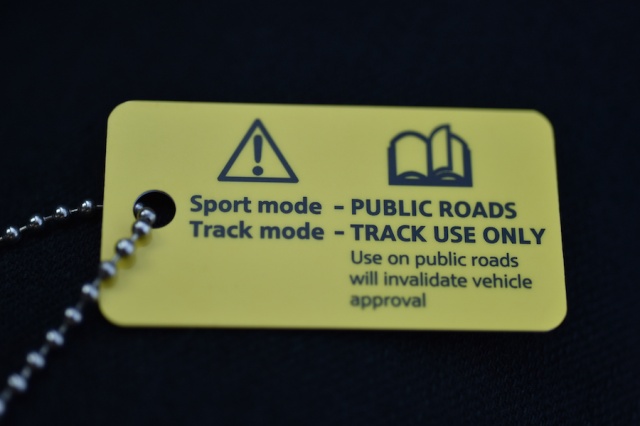 Sport mode - PUBLIC ROADS
Track mode - TRACK USE ONLY
Use on public roads
will invalidate vehicle
approval